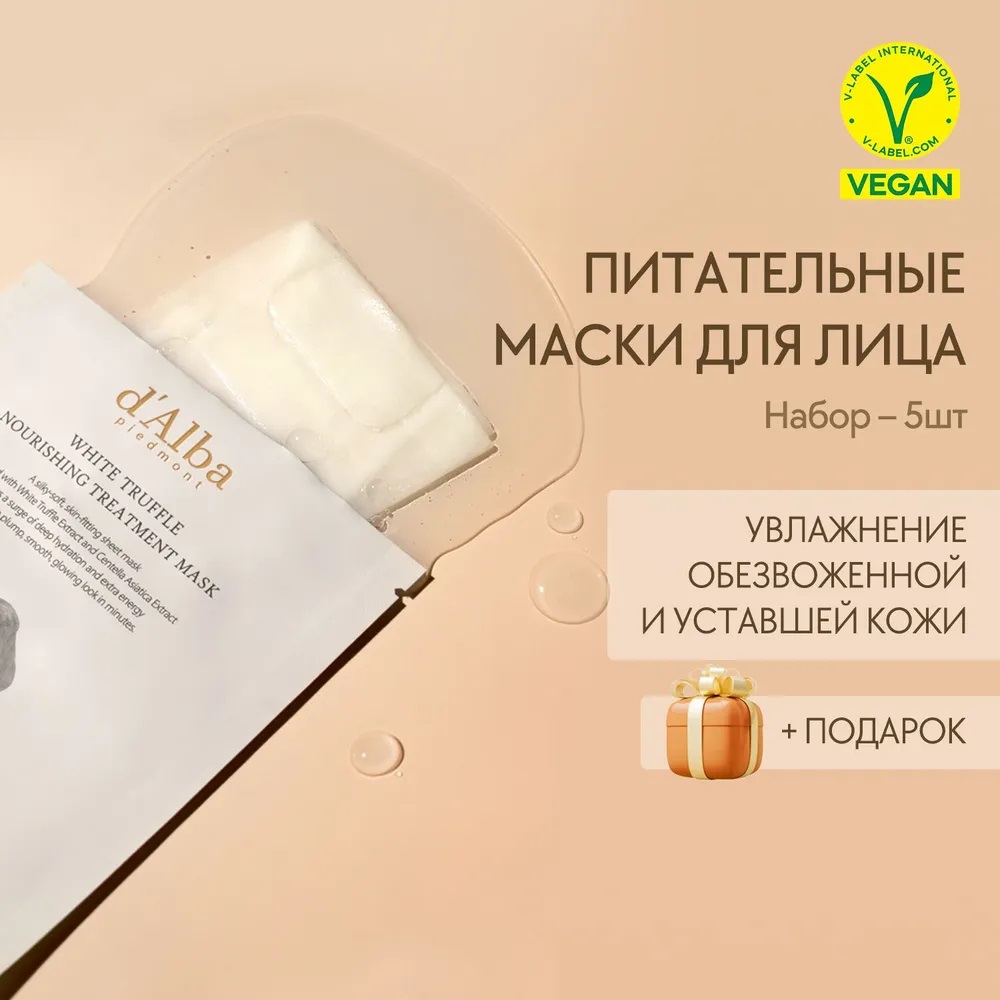 V-LABEL INTERNATIONAL
V-LABEL.COM
VEGAN
ПИТАТЕЛЬНЫЕ
МАСКИ ДЛЯ ЛИЦА
Набор – 5шт
УВЛАЖНЕНИЕ
ОБЕЗВОЖЕННОЙ
И УСТАВШЕЙ КОЖИ
+ ПОДАРОК
d'Alba
Piedmont
WHITE TRUFFLE
NOURISHING TREATMENT MASK
A silky-soft, skin-fitting sheet mask
with White Truffle Extract and Centella Asiatica Extract
a surge of deep hydration and extra energy
plump, smooth, glowing look in minutes.